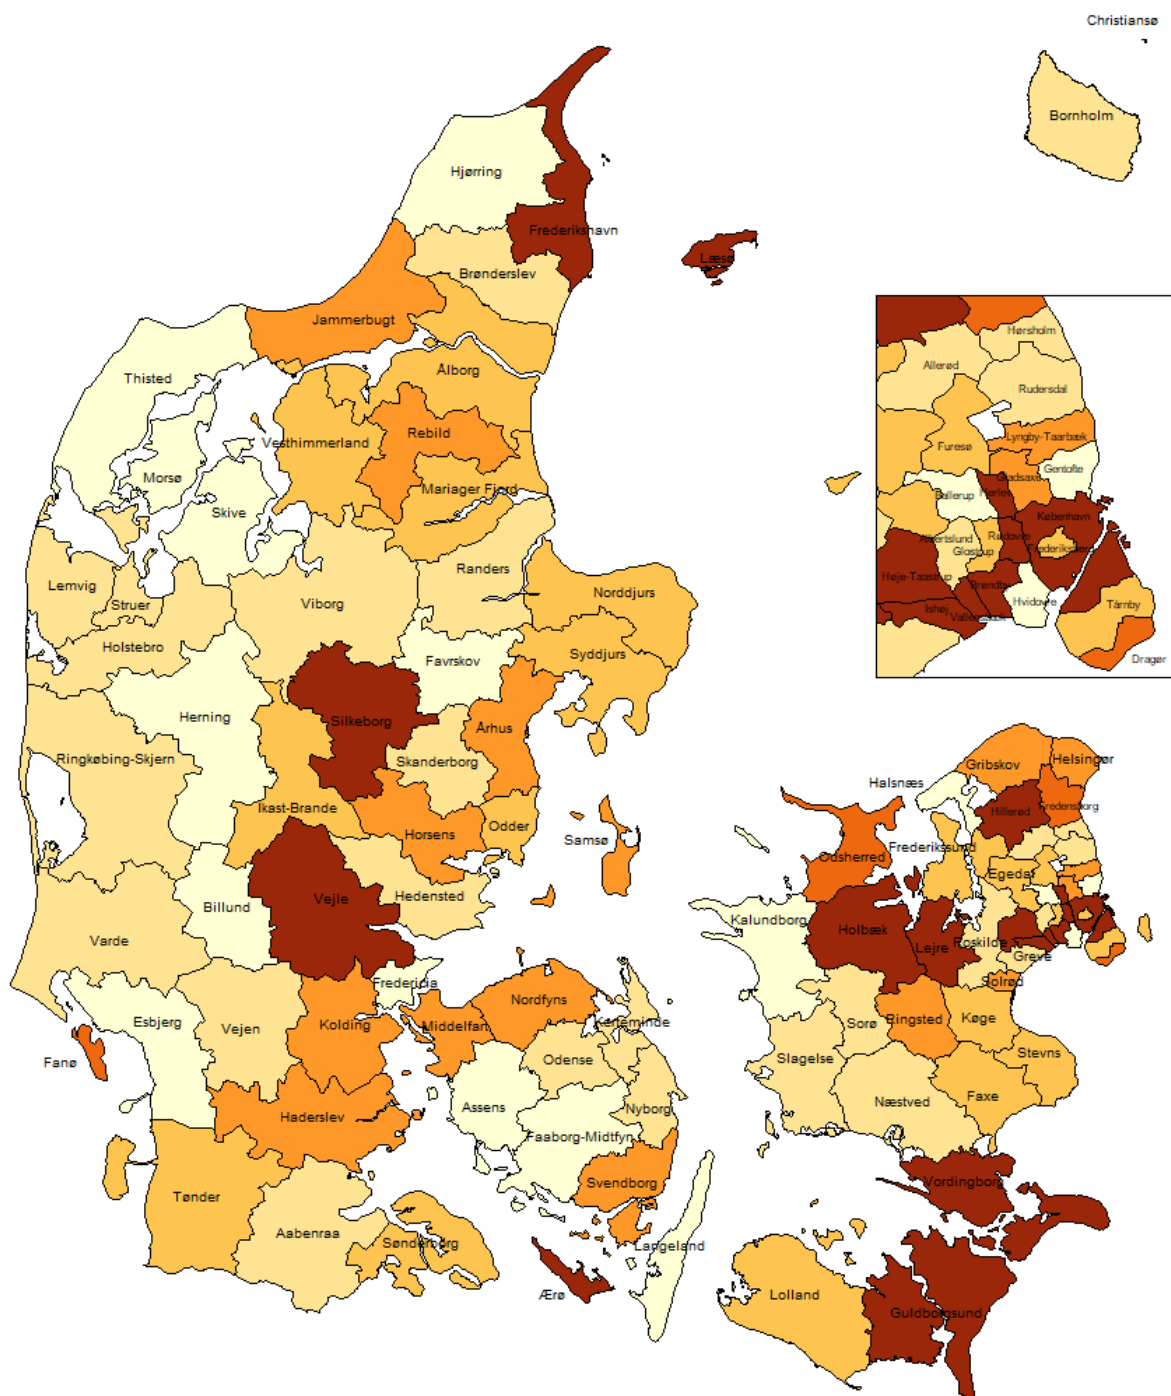 Christiansø
Bornholm
Hjørring
Frederikshavn
Læsø
Brønderslev
Jammerbugt
Thisted
Ålborg
Vesthimmerland
Rebild
Morsø
Mariager Fjord
Skive
Lemvig
Struer
Viborg
Randers
Norddjurs
Holstebro
Favrskov
Syddjurs
Herning
Silkeborg
Århus
Ringkøbing-Skjern
Skanderborg
Ikast-Brande
Horsens
Odder
Samsø
Billund
Vejle
Hedensted
Varde
Fredericia
Esbjerg
Vejen
Kolding
Middelfart
Nordfyns
Kerteminde
Fanø
Odense
Haderslev
Assens
Nyborg
Faaborg-Midtfyn
Tønder
Svendborg
Aabenraa
Sønderborg
Langeland
Ærø
Hørsholm
Allerød
Rudersdal
Furesø
Lyngby-Taarbæk
Gentofte
Gladsaxe
Ballerup
Herlev
København
Albertslund
Rødovre
Glostrup
Frederiksberg
Høje-Taastrup
Brøndby
Ishøj
Vallensbæk
Hvidovre
Tårnby
Dragør
Gribskov
Helsingør
Halsnæs
Hillerød
Fredensborg
Odsherred
Frederikssund
Egedal
Kalundborg
Holbæk
Lejre
Roskilde
Greve
Solrød
Sorø
Ringsted
Køge
Slagelse
Stevns
Næstved
Faxe
Vordingborg
Lolland
Guldborgsund